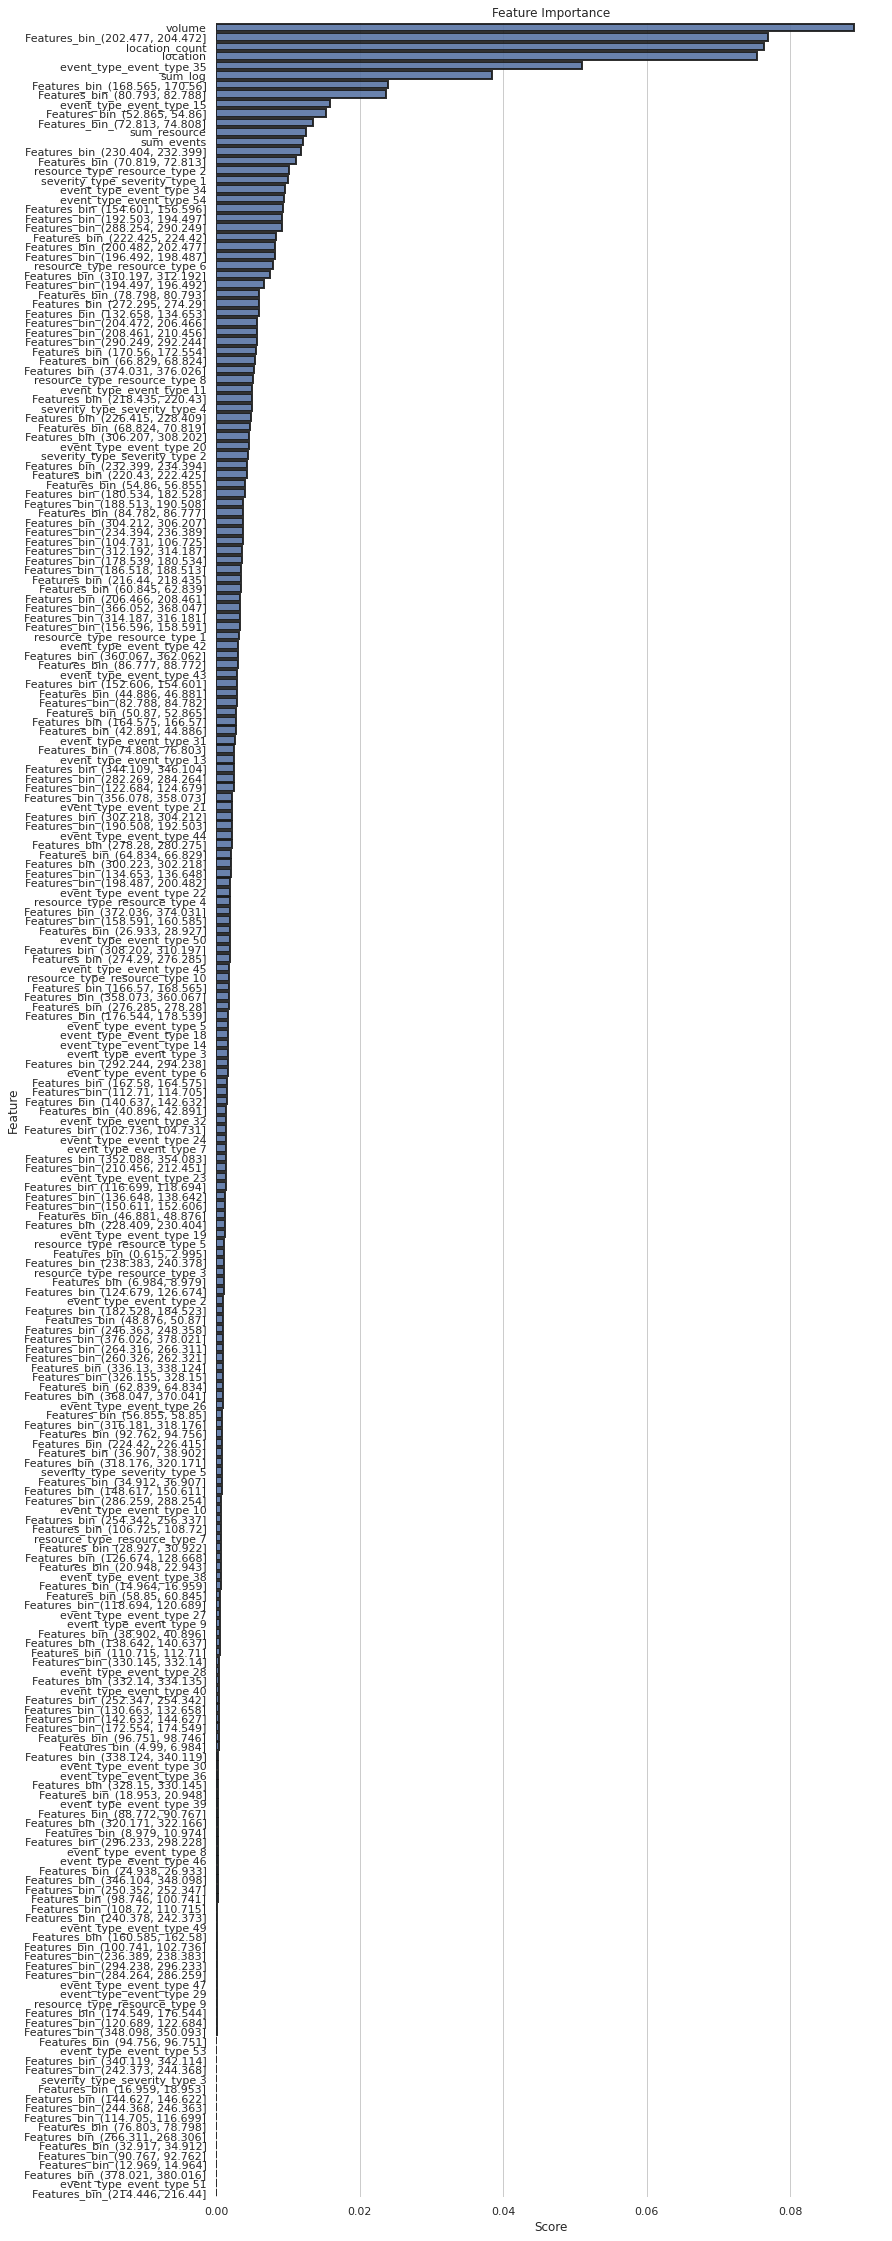 Feature Importance
volume
Features_bin_(202.477, 204.472]
location_count
location
event_type_event_type 35
sum_log
Features_bin_(168.565, 170.56]
Features_bin_(80.793, 82.788]
event_type_event_type 15
Features_bin_(52.865, 54.86]
Features_bin_(72.813, 74.808]
sum_resource
sum_events
Features_bin_(230.404, 232.399]
Features_bin_(70.819, 72.813]
resource_type_resource_type 2
severity_type_severity_type 1
event_type_event_type 34
event_type_event_type 54
Features_bin_(154.601, 156.596]
Features_bin_(192.503, 194.497]
Features_bin_(288.254, 290.249]
Features_bin_(222.425, 224.42]
Features_bin_(200.482, 202.477]
Features_bin_(196.492, 198.487]
resource_type_resource_type 6
Features_bin_(310.197, 312.192]
Features_bin_(194.497, 196.492]
Features_bin_(78.798, 80.793]
Features_bin_(272.295, 274.29]
Features_bin_(132.658, 134.653]
Features_bin_(204.472, 206.466]
Features_bin_(208.461, 210.456]
Features_bin_(290.249, 292.244]
Features_bin_(170.56, 172.554]
Features_bin_(66.829, 68.824]
Features_bin_(374.031, 376.026]
resource_type_resource_type 8
event_type_event_type 11
Features_bin_(218.435, 220.43]
severity_type_severity_type 4
Features_bin_(226.415, 228.409]
Features_bin_(68.824, 70.819]
Features_bin_(306.207, 308.202]
event_type_event_type 20
severity_type_severity_type 2
Features_bin_(232.399, 234.394]
Features_bin_(220.43, 222.425]
Features_bin_(54.86, 56.855]
Features_bin_(180.534, 182.528]
Features_bin_(188.513, 190.508]
Features_bin_(84.782, 86.777]
Features_bin_(304.212, 306.207]
Features_bin_(234.394, 236.389]
Features_bin_(104.731, 106.725]
Features_bin_(312.192, 314.187]
Features_bin_(178.539, 180.534]
Features_bin_(186.518, 188.513]
Features_bin_(216.44, 218.435]
Features_bin_(60.845, 62.839]
Features_bin_(206.466, 208.461]
Features_bin_(366.052, 368.047]
Features_bin_(314.187, 316.181]
Features_bin_(156.596, 158.591]
resource_type_resource_type 1
event_type_event_type 42
Features_bin_(360.067, 362.062]
Features_bin_(86.777, 88.772]
event_type_event_type 43
Features_bin_(152.606, 154.601]
Features_bin_(44.886, 46.881]
Features_bin_(82.788, 84.782]
Features_bin_(50.87, 52.865]
Features_bin_(164.575, 166.57]
Features_bin_(42.891, 44.886]
event_type_event_type 31
Features_bin_(74.808, 76.803]
event_type_event_type 13
Features_bin_(344.109, 346.104]
Features_bin_(282.269, 284.264]
Features_bin_(122.684, 124.679]
Features_bin_(356.078, 358.073]
event_type_event_type 21
Features_bin_(302.218, 304.212]
Features_bin_(190.508, 192.503]
event_type_event_type 44
Features_bin_(278.28, 280.275]
Features_bin_(64.834, 66.829]
Features_bin_(300.223, 302.218]
Features_bin_(134.653, 136.648]
Features_bin_(198.487, 200.482]
event_type_event_type 22
resource_type_resource_type 4
Features_bin_(372.036, 374.031]
Features_bin_(158.591, 160.585]
Features_bin_(26.933, 28.927]
event_type_event_type 50
Features_bin_(308.202, 310.197]
Features_bin_(274.29, 276.285]
event_type_event_type 45
resource_type_resource_type 10
Features_bin_(166.57, 168.565]
Features_bin_(358.073, 360.067]
Features_bin_(276.285, 278.28]
Features_bin_(176.544, 178.539]
event_type_event_type 5
event_type_event_type 18
event_type_event_type 14
event_type_event_type 3
Features_bin_(292.244, 294.238]
event_type_event_type 6
Features_bin_(162.58, 164.575]
Features_bin_(112.71, 114.705]
Features_bin_(140.637, 142.632]
Features_bin_(40.896, 42.891]
event_type_event_type 32
Features_bin_(102.736, 104.731]
event_type_event_type 24
event_type_event_type 7
Features_bin_(352.088, 354.083]
Features_bin_(210.456, 212.451]
event_type_event_type 23
Features_bin_(116.699, 118.694]
Features_bin_(136.648, 138.642]
Features_bin_(150.611, 152.606]
Features_bin_(46.881, 48.876]
Features_bin_(228.409, 230.404]
event_type_event_type 19
resource_type_resource_type 5
Features_bin_(0.615, 2.995]
Features_bin_(238.383, 240.378]
resource_type_resource_type 3
Features_bin_(6.984, 8.979]
Features_bin_(124.679, 126.674]
event_type_event_type 2
Features_bin_(182.528, 184.523]
Features_bin_(48.876, 50.87]
Features_bin_(246.363, 248.358]
Features_bin_(376.026, 378.021]
Features_bin_(264.316, 266.311]
Features_bin_(260.326, 262.321]
Features_bin_(336.13, 338.124]
Features_bin_(326.155, 328.15]
Features_bin_(62.839, 64.834]
Features_bin_(368.047, 370.041]
event_type_event_type 26
Features_bin_(56.855, 58.85]
Features_bin_(316.181, 318.176]
Features_bin_(92.762, 94.756]
Features_bin_(224.42, 226.415]
Features_bin_(36.907, 38.902]
Features_bin_(318.176, 320.171]
severity_type_severity_type 5
Features_bin_(34.912, 36.907]
Features_bin_(148.617, 150.611]
Features_bin_(286.259, 288.254]
event_type_event_type 10
Features_bin_(254.342, 256.337]
Features_bin_(106.725, 108.72]
resource_type_resource_type 7
Features_bin_(28.927, 30.922]
Features_bin_(126.674, 128.668]
Features_bin_(20.948, 22.943]
event_type_event_type 38
Features_bin_(14.964, 16.959]
Features_bin_(58.85, 60.845]
Features_bin_(118.694, 120.689]
event_type_event_type 27
event_type_event_type 9
Features_bin_(38.902, 40.896]
Features_bin_(138.642, 140.637]
Features_bin_(110.715, 112.71]
Features_bin_(330.145, 332.14]
event_type_event_type 28
Features_bin_(332.14, 334.135]
event_type_event_type 40
Features_bin_(252.347, 254.342]
Features_bin_(130.663, 132.658]
Features_bin_(142.632, 144.627]
Features_bin_(172.554, 174.549]
Features_bin_(96.751, 98.746]
Features_bin_(4.99, 6.984]
Features_bin_(338.124, 340.119]
event_type_event_type 30
event_type_event_type 36
Features_bin_(328.15, 330.145]
Features_bin_(18.953, 20.948]
event_type_event_type 39
Features_bin_(88.772, 90.767]
Features_bin_(320.171, 322.166]
Features_bin_(8.979, 10.974]
Features_bin_(296.233, 298.228]
event_type_event_type 8
event_type_event_type 46
Features_bin_(24.938, 26.933]
Features_bin_(346.104, 348.098]
Features_bin_(250.352, 252.347]
Features_bin_(98.746, 100.741]
Features_bin_(108.72, 110.715]
Features_bin_(240.378, 242.373]
event_type_event_type 49
Features_bin_(160.585, 162.58]
Features_bin_(100.741, 102.736]
Features_bin_(236.389, 238.383]
Features_bin_(294.238, 296.233]
Features_bin_(284.264, 286.259]
event_type_event_type 47
event_type_event_type 29
resource_type_resource_type 9
Features_bin_(174.549, 176.544]
Features_bin_(120.689, 122.684]
Features_bin_(348.098, 350.093]
Features_bin_(94.756, 96.751]
event_type_event_type 53
Features_bin_(340.119, 342.114]
Features_bin_(242.373, 244.368]
severity_type_severity_type 3
Features_bin_(16.959, 18.953]
Features_bin_(144.627, 146.622]
Features_bin_(244.368, 246.363]
Features_bin_(114.705, 116.699]
Features_bin_(76.803, 78.798]
Features_bin_(266.311, 268.306]
Features_bin_(32.917, 34.912]
Features_bin_(90.767, 92.762]
Features_bin_(12.969, 14.964]
Features_bin_(378.021, 380.016]
event_type_event_type 51
Features_bin_(214.446, 216.44]
Feature
0.00 0.02 0.04 0.06 0.08
Score